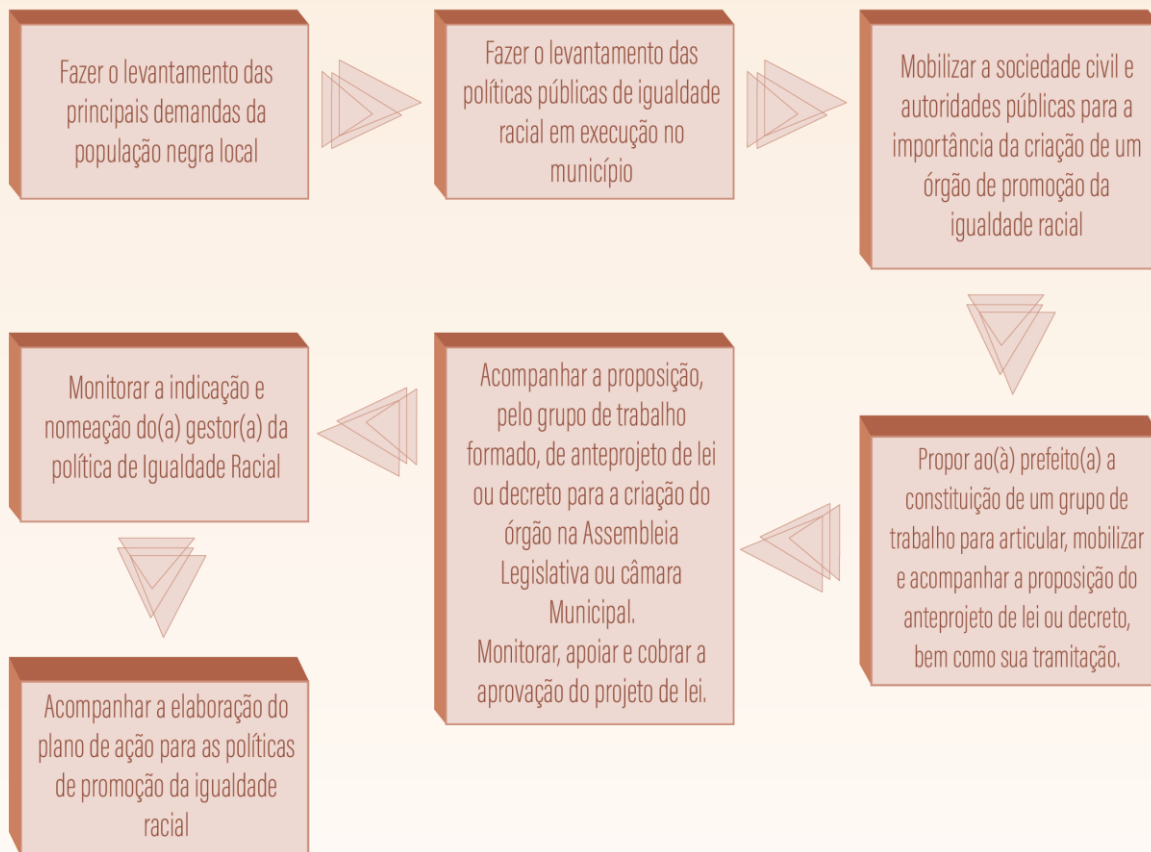 Fazer o levantamento das
principais demandas da
população negra local
Fazer o levantamento das
políticas públicas de igualdade
racial em execução no
município
Mobilizar a sociedade civil e
autoridades públicas para a
importância da criação de um
órgão de promoção da
igualdade racial
Propor ao(à) prefeito(a) a
constituição de um grupo de
trabalho para articular, mobilizar
e acompanhar a proposição do
anteprojeto de lei ou decreto,
bem como sua tramitação.
Acompanhar a proposição,
pelo grupo de trabalho
formado, de anteprojeto de lei
ou decreto para a criação do
órgão na Assembleia
Legislativa ou câmara
Municipal.
Monitorar, apoiar e cobrar a
aprovação do projeto de lei.
Monitorar a indicação e
nomeação do(a) gestor(a) da
política de Igualdade Racial
Acompanhar a elaboração do
plano de ação para as políticas
de promoção da igualdade
racial